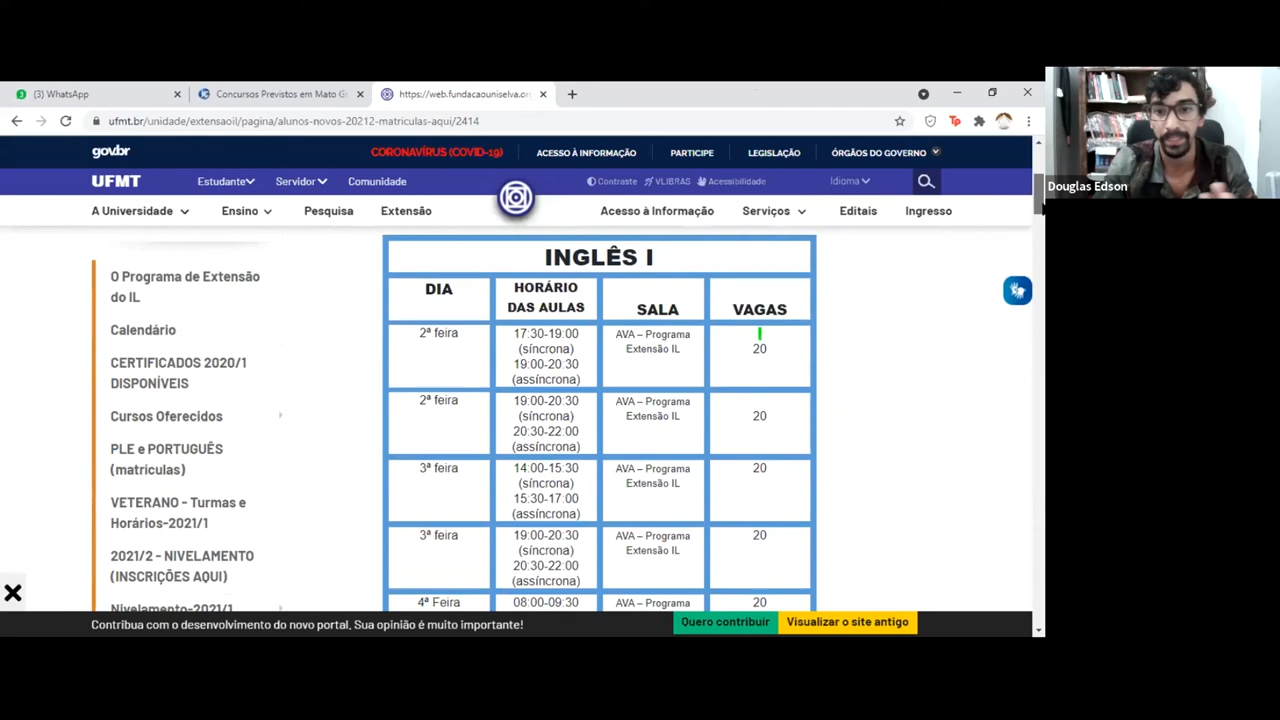 (3) WhatsApp
Concursos Previstos em Mato G
https://web.fundacaouniselva.or
ufmt.br/unidade/extensaoil/pagina/alunos-novos-20212-matriculas-aqui/2414
Tp
gov.br
CORONAVÍRUS (COVID-19)
ACESSO À INFORMAÇÃO
PARTICIPE
LEGISLAÇÃO
ÓRGÃOS DO GOVERNO
UFMT
Estudante
Servidor
Comunidade
Contraste
VLIBRAS
Acessibilidade
Idioma
A Universidade
Ensino
Pesquisa
Extensão
Acesso à Informação
Serviços
Editais
Ingresso
Douglas Edson
O Programa de Extensão
do IL
Calendário
CERTIFICADOS 2020/1
DISPONÍVEIS
Cursos Oferecidos
PLE e PORTUGUÊS
(matrículas)
VETERANO - Turmas e
Horários-2021/1
2021/2 - NIVELAMENTO
(INSCRIÇÕES AQUI)
Nivelamento-2021/1
INGLÊS I
DIA
HORÁRIO
DAS AULAS
SALA
VAGAS
2ª feira
17:30-19:00
(síncrona)
19:00-20:30
(assíncrona)
AVA – Programa
Extensão IL
20
2ª feira
19:00-20:30
(síncrona)
20:30-22:00
(assíncrona)
AVA – Programa
Extensão IL
20
3ª feira
14:00-15:30
(síncrona)
15:30-17:00
(assíncrona)
AVA – Programa
Extensão IL
20
3ª feira
19:00-20:30
(síncrona)
20:30-22:00
(assíncrona)
AVA – Programa
Extensão IL
20
4ª Feira
08:00-09:30
AVA – Programa
20
Contribua com o desenvolvimento do novo portal. Sua opinião é muito importante!
Quero contribuir
Visualizar o site antigo